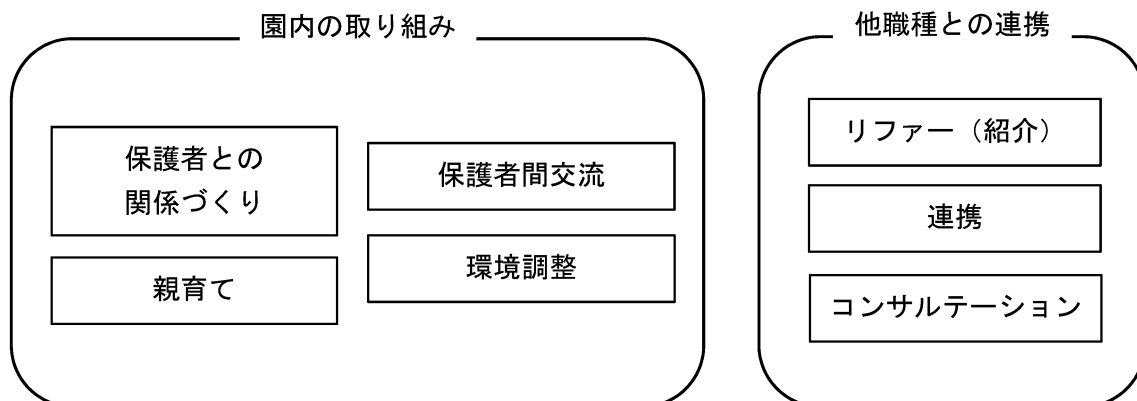 園内の取り組み
保護者との
関係づくり
親育て
保護者間交流
環境調整
他職種との連携
リファー（紹介）
連携
コンサルテーション